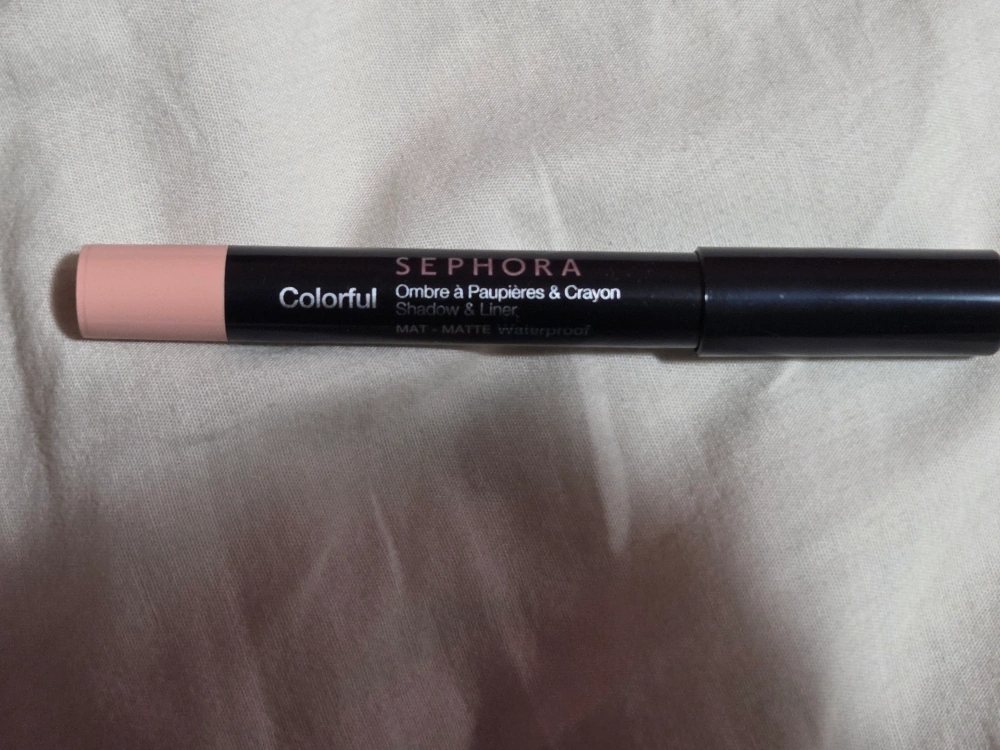 SEPHORA
Colorful
Ombre à Paupières & Crayon
Shadow & Liner
MAT - MATTE waterproof